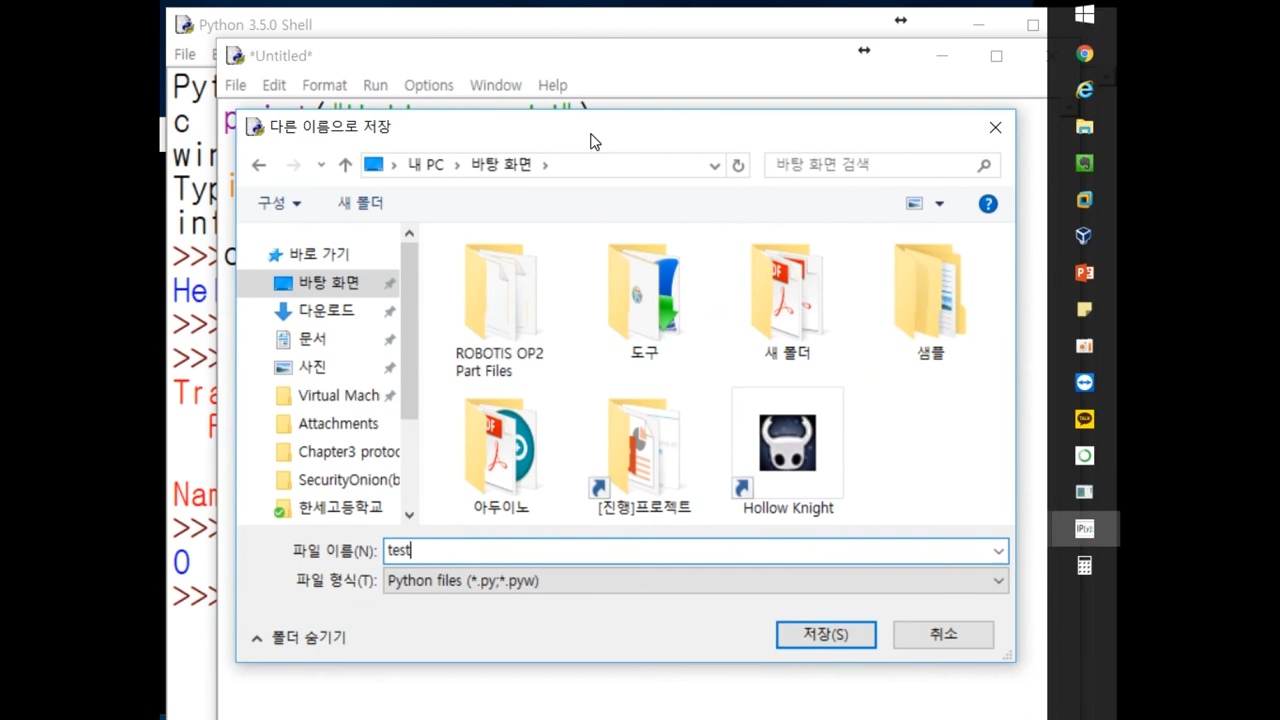 Python 3.5.0 Shell
File
*Untitled*
File Edit Format Run Options Window Help
다른 이름으로 저장
내 PC > 바탕 화면 >
바탕 화면 검색
구성 새 폴더
바로 가기
바탕 화면
다운로드
문서
사진
Virtual Mach
Attachments
Chapter3 protoc
SecurityOnion(b
한세고등학교
ROBOTIS OP2
Part Files
도구
새 폴더
샘플
아두이노
[진행]프로젝트
Hollow Knight
파일 이름(N): test
파일 형식(T): Python files (*.py;*.pyw)
폴더 숨기기
저장(S)
취소
Pyt
c
win
Typ
inf
>>>
Hel
>>>
>>>
Tra
Nam
>>>
0
>>>